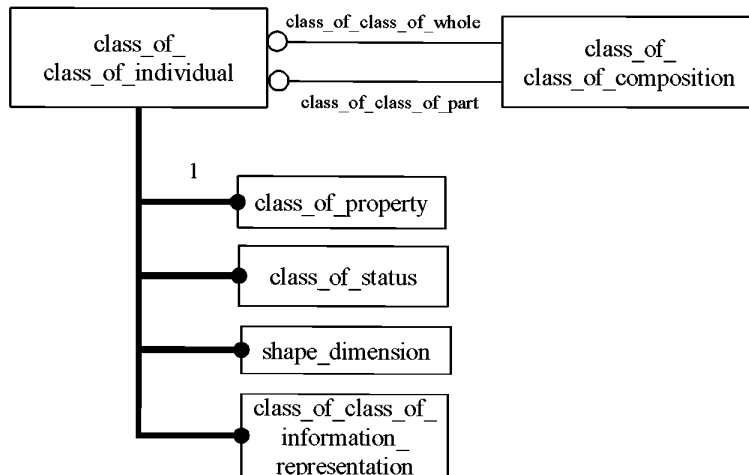 class_of_
class_of_individual
class_of_class_of_whole
class_of_class_of_part
class_of_
class_of_composition
1
class_of_property
class_of_status
shape_dimension
class_of_class_of_
information_
representation